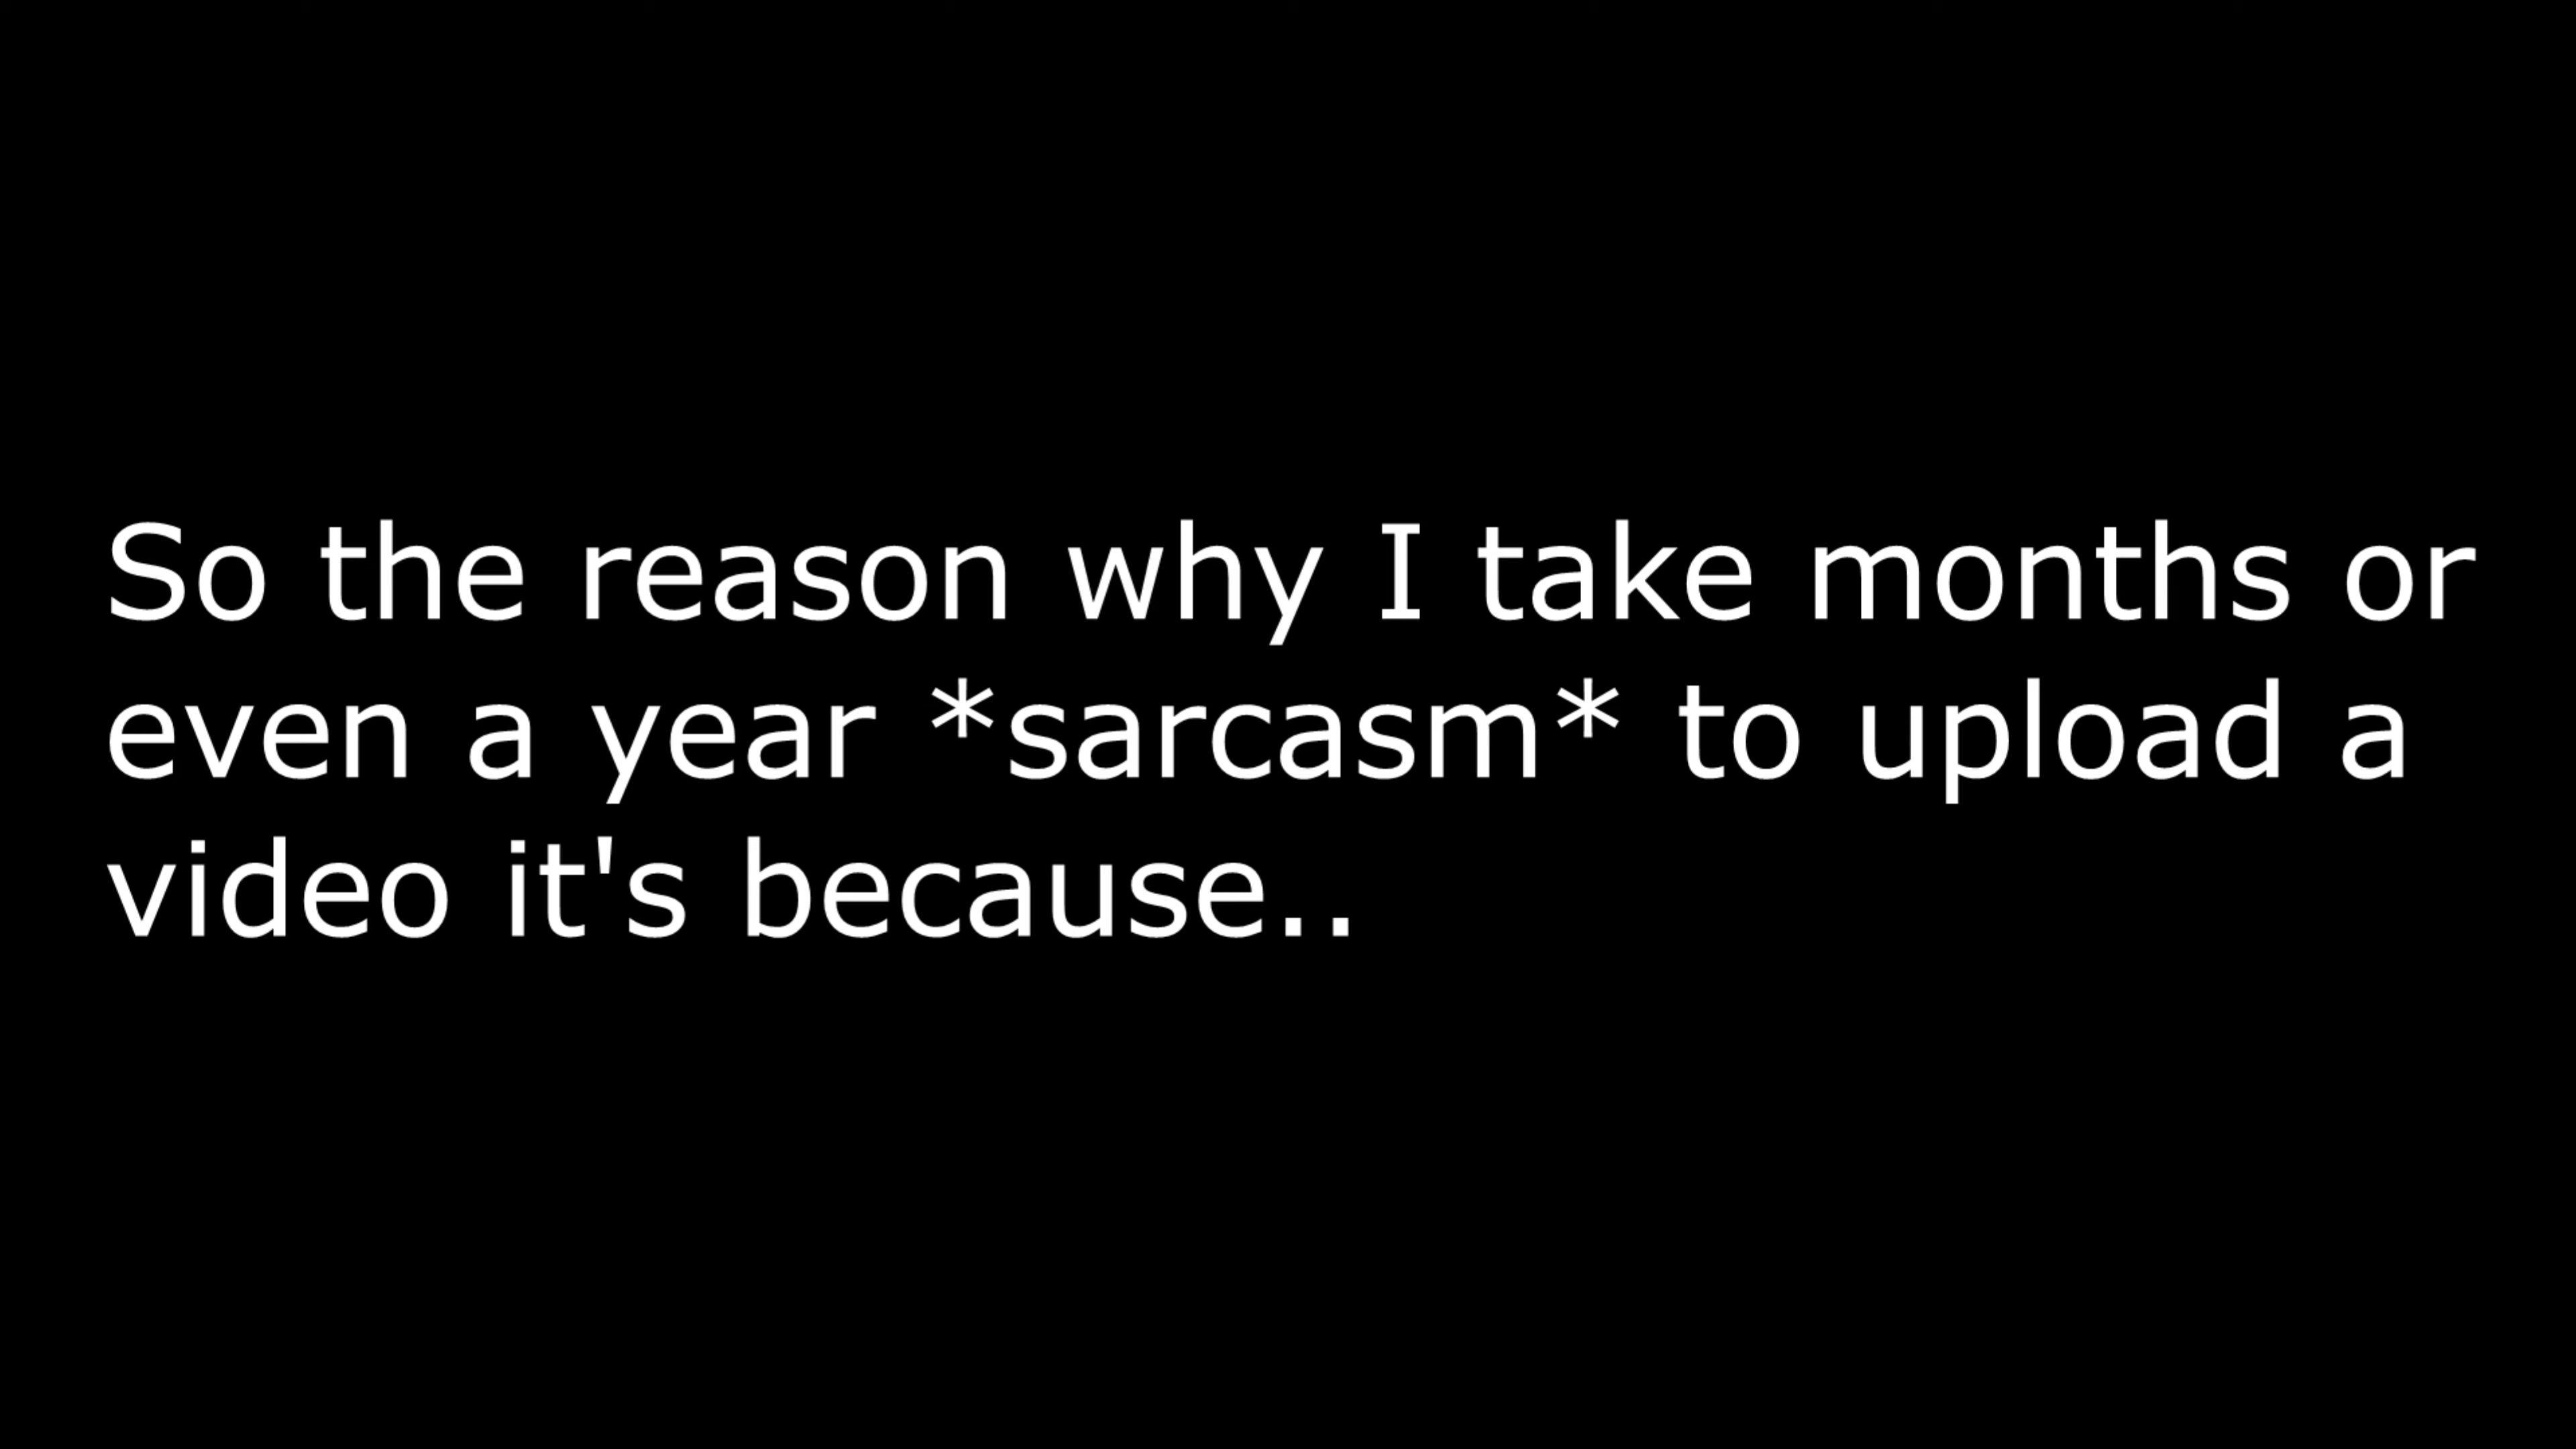 So the reason why I take months or
even a year *sarcasm* to upload a
video it's because..